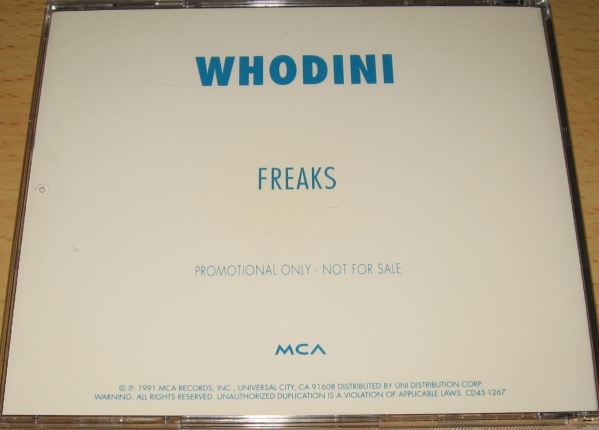 WHODINI
FREAKS
PROMOTIONAL ONLY - NOT FOR SALE
MCA
© ℗ 1991 MCA RECORDS, INC., UNIVERSAL CITY, CA 91608 DISTRIBUTED BY UNI DISTRIBUTION CORP.
WARNING: ALL RIGHTS RESERVED. UNAUTHORIZED DUPLICATION IS A VIOLATION OF APPLICABLE LAWS. CD45-1267